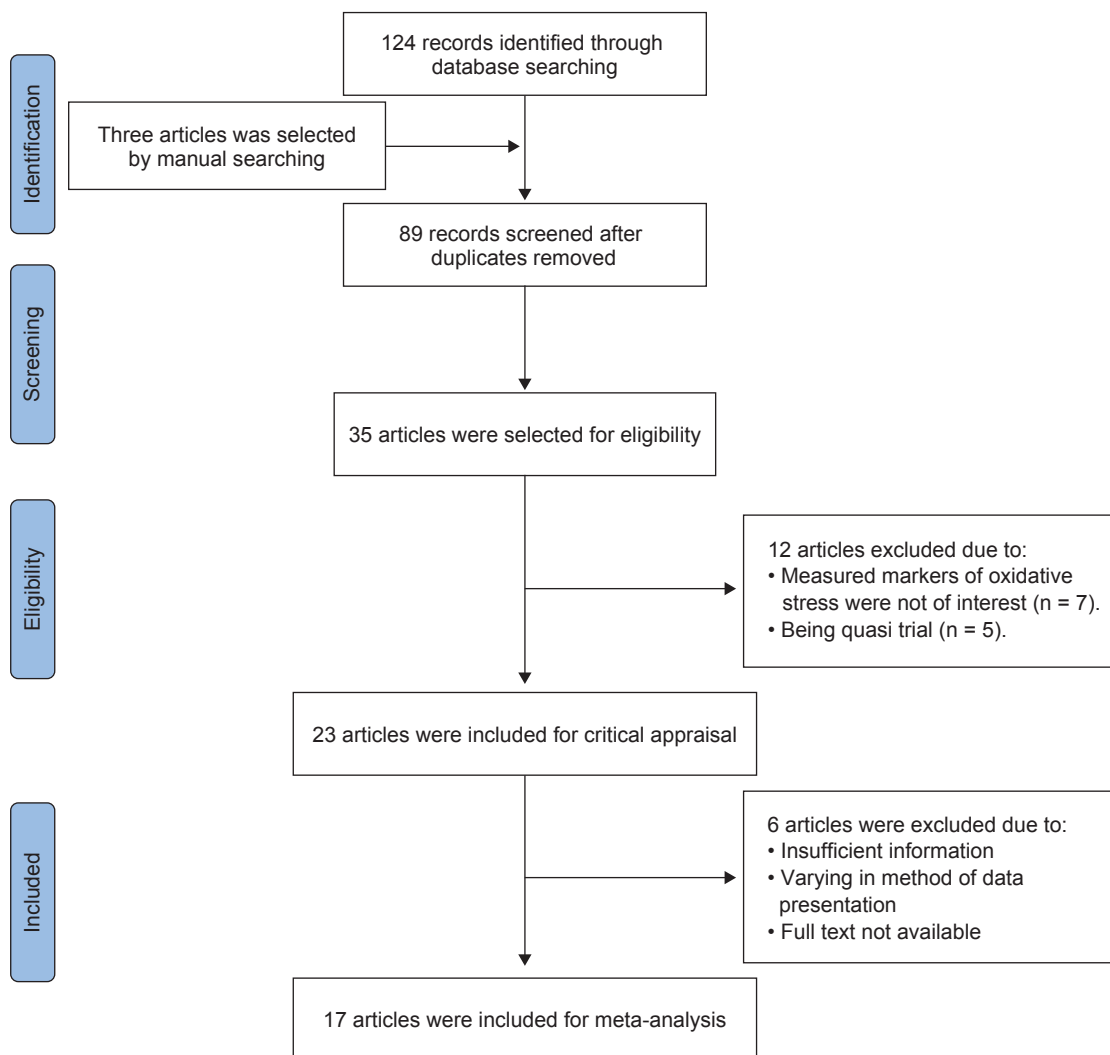 124 records identified through
database searching
Identification
Three articles was selected
by manual searching
89 records screened after
duplicates removed
Screening
35 articles were selected for eligibility
Eligibility
12 articles excluded due to:
• Measured markers of oxidative
stress were not of interest (n = 7).
• Being quasi trial (n = 5).
23 articles were included for critical appraisal
Included
6 articles were excluded due to:
• Insufficient information
• Varying in method of data
presentation
• Full text not available
17 articles were included for meta-analysis